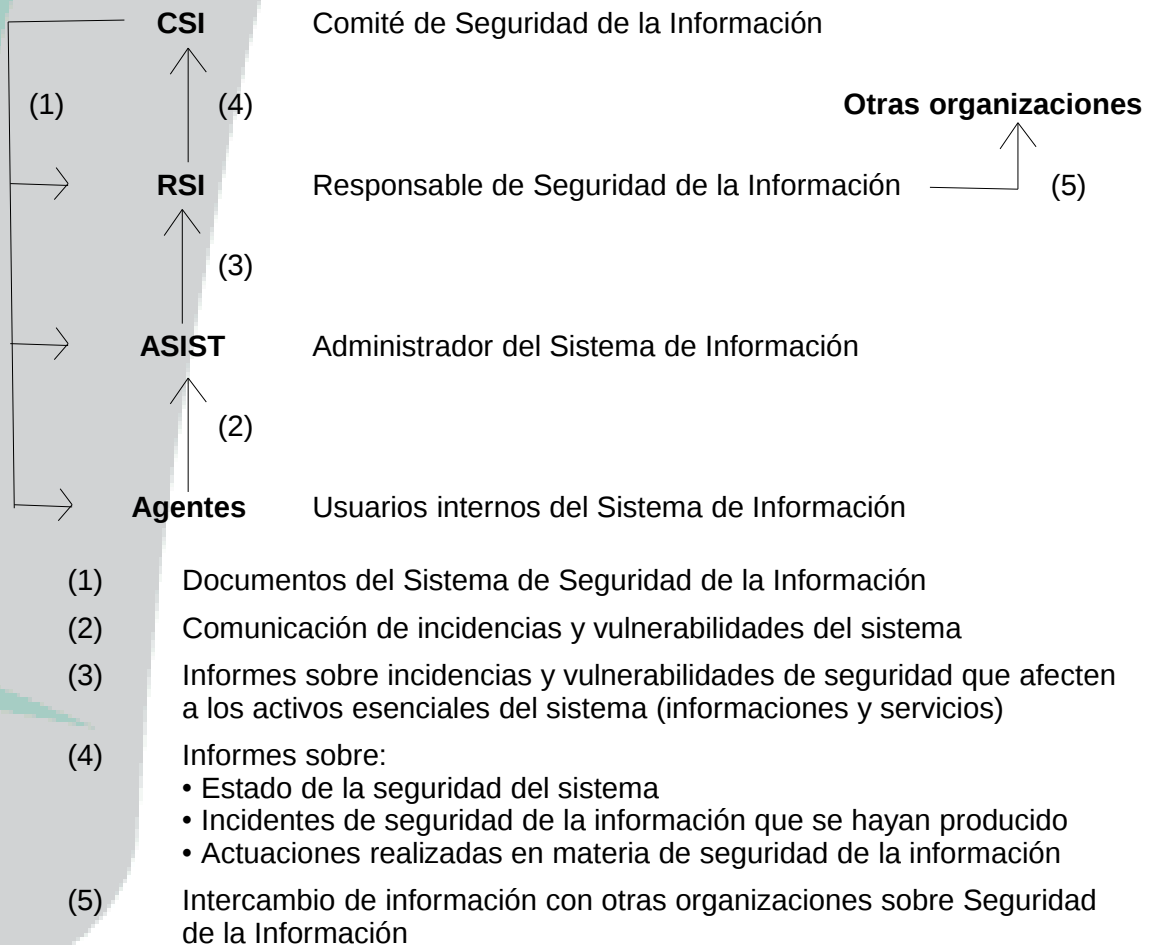 CSI Comité de Seguridad de la Información
(1) (4) Otras organizaciones
RSI Responsable de Seguridad de la Información (5)
(3)
ASIST Administrador del Sistema de Información
(2)
Agentes Usuarios internos del Sistema de Información
(1) Documentos del Sistema de Seguridad de la Información
(2) Comunicación de incidencias y vulnerabilidades del sistema
(3) Informes sobre incidencias y vulnerabilidades de seguridad que afecten
a los activos esenciales del sistema (informaciones y servicios)
(4) Informes sobre:
• Estado de la seguridad del sistema
• Incidentes de seguridad de la información que se hayan producido
• Actuaciones realizadas en materia de seguridad de la información
(5) Intercambio de información con otras organizaciones sobre Seguridad
de la Información